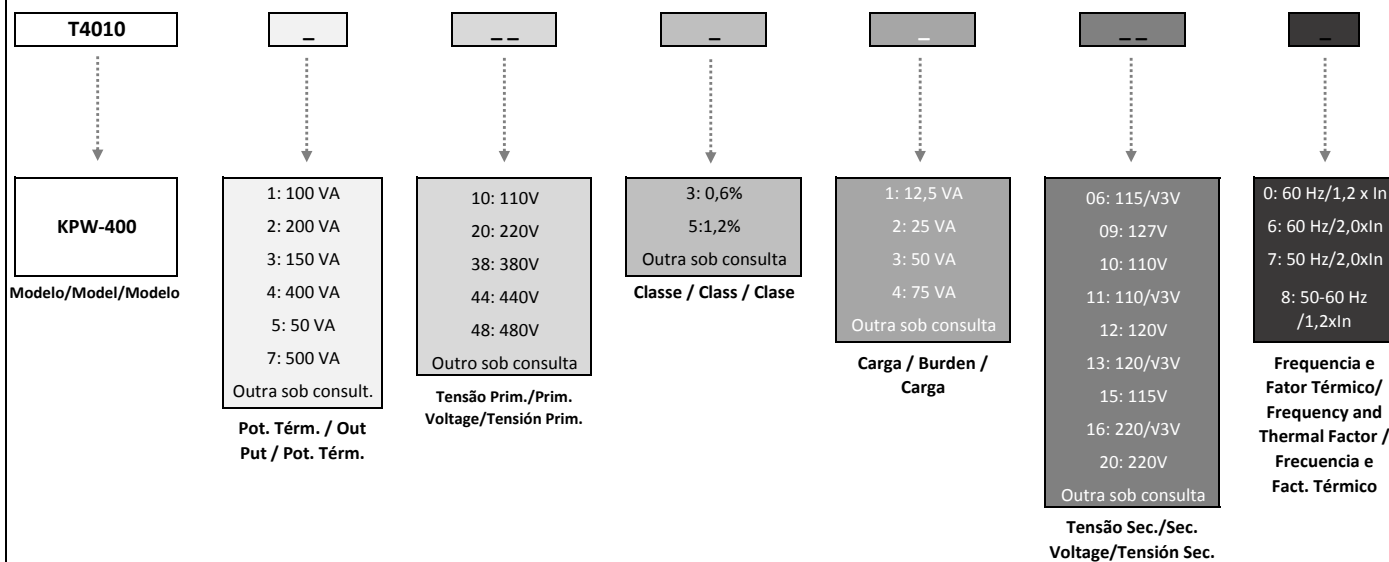 T4010
_
_ _
_
_
_ _
_
KPW-400
Modelo/Model/Modelo
1: 100 VA
2: 200 VA
3: 150 VA
4: 400 VA
5: 50 VA
7: 500 VA
Outra sob consult.
Pot. Térm. / Out
Put / Pot. Térm.
10: 110V
20: 220V
38: 380V
44: 440V
48: 480V
Outro sob consulta
Tensão Prim./Prim.
Voltage/Tensión Prim.
3: 0,6%
5:1,2%
Outra sob consulta
Classe / Class / Clase
1: 12,5 VA
2: 25 VA
3: 50 VA
4: 75 VA
Outra sob consulta
Carga / Burden /
Carga
06: 115/√3V
09: 127V
10: 110V
11: 110/√3V
12: 120V
13: 120/√3V
15: 115V
16: 220/√3V
20: 220V
Outra sob consulta
Tensão Sec./Sec.
Voltage/Tensión Sec.
0: 60 Hz/1,2 x In
6: 60 Hz/2,0xIn
7: 50 Hz/2,0xIn
8: 50-60 Hz
/1,2xIn
Frequencia e
Fator Térmico/
Frequency and
Thermal Factor /
Frecuencia e
Fact. Térmico